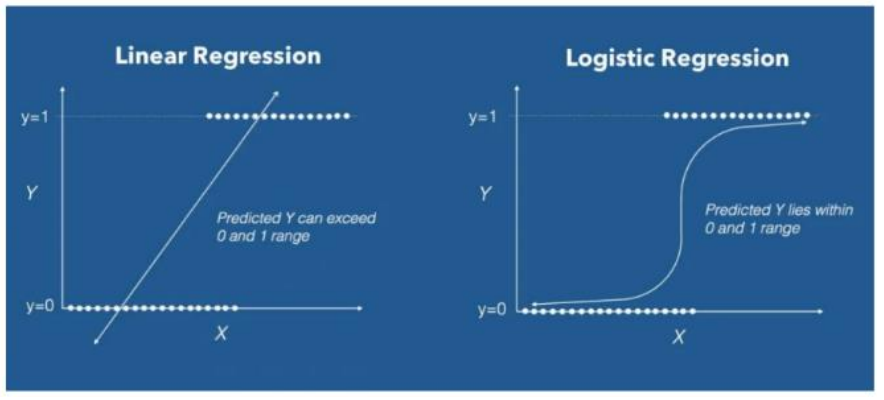 Linear Regression
y=1
Y
Predicted Y can exceed
0 and 1 range
y=0
X
Logistic Regression
y=1
Y
Predicted Y lies within
0 and 1 range
y=0
X